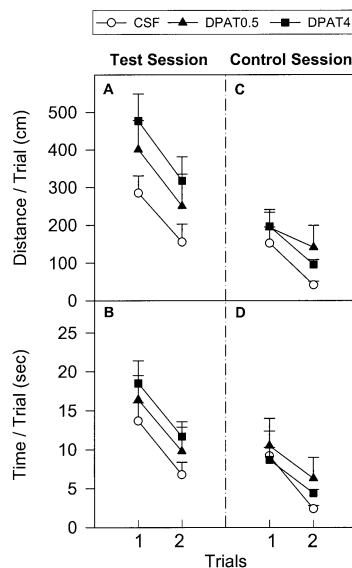 CSF DPAT0.5 DPAT4
Test Session Control Session
A C
Distance / Trial (cm)
500
400
300
200
100
0
B D
Time / Trial (sec)
25
20
15
10
5
0
1 2 1 2
Trials